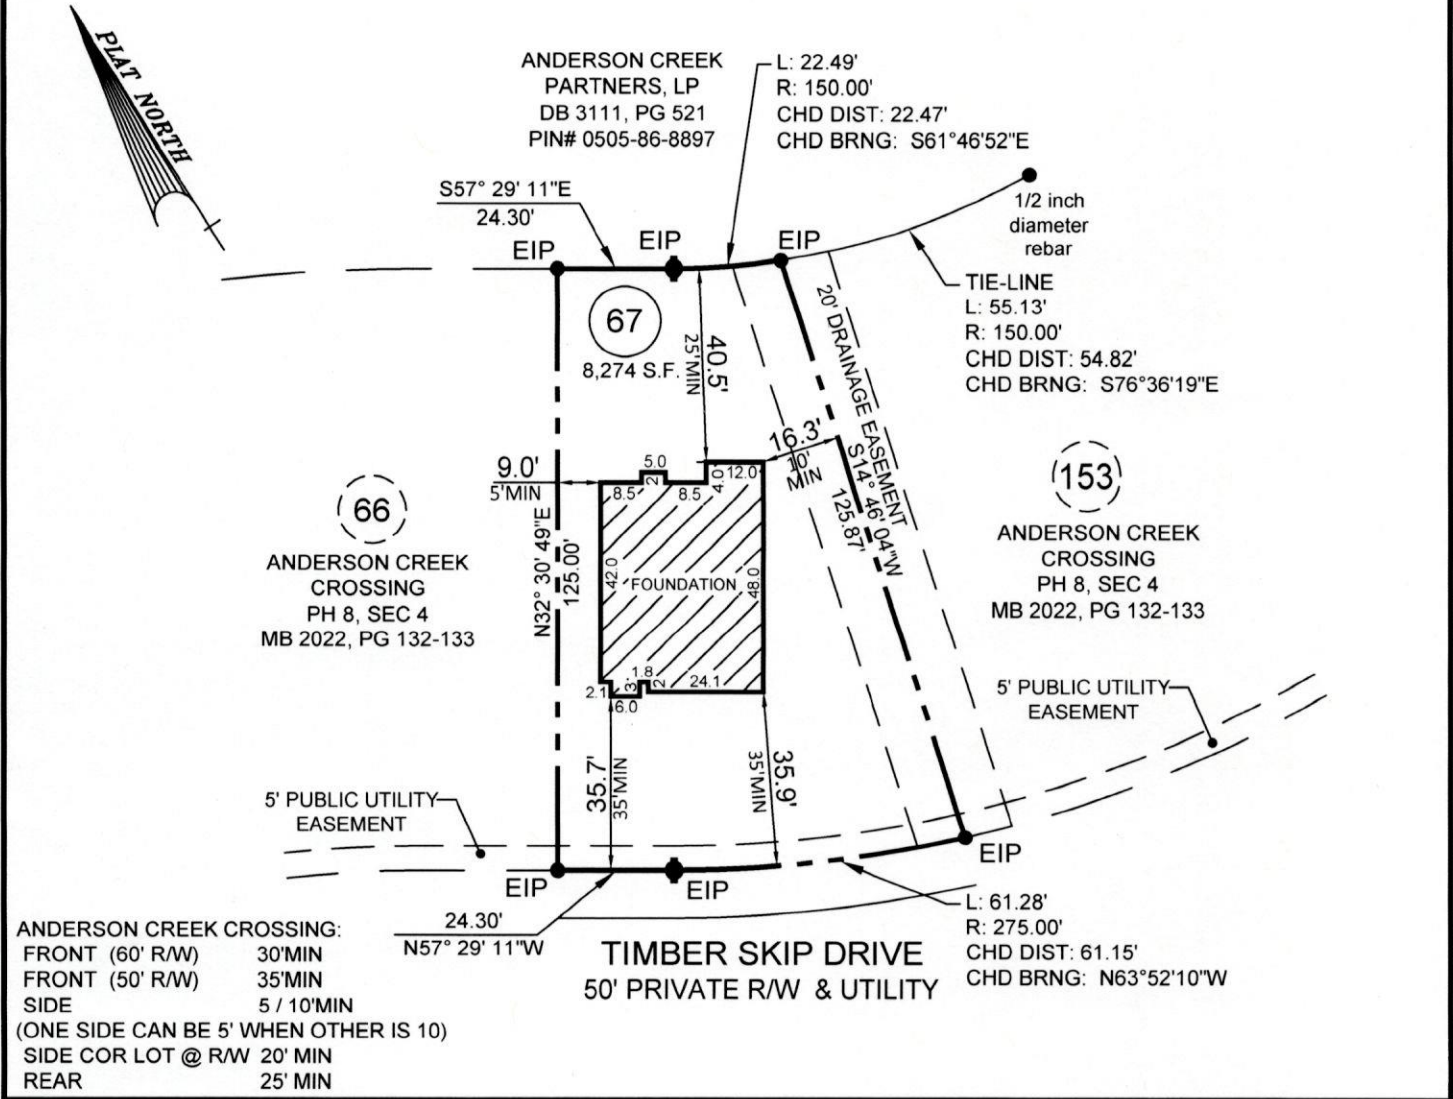 PLAT NORTH
ANDERSON CREEK
PARTNERS, LP
DB 3111, PG 521
PIN# 0505-86-8897
L: 22.49'
R: 150.00'
CHD DIST: 22.47'
CHD BRNG: S61°46'52"E
S57° 29' 11"E
24.30'
EIP
EIP
EIP
1/2 inch
diameter
rebar
TIE-LINE
L: 55.13'
R: 150.00'
CHD DIST: 54.82'
CHD BRNG: S76°36'19"E
67
8,274 S.F.
40.5'
25'MIN
20' DRAINAGE EASEMENT
S14° 46' 04"W
125.87'
16.3'
10'
MIN
9.0'
5'MIN
N32° 30' 49"E
125.00'
5.0
8.5
2
8.5
4.0
12.0
42.0
FOUNDATION
48.0
2.1
6.0
3
1.8
2
24.1
66
ANDERSON CREEK
CROSSING
PH 8, SEC 4
MB 2022, PG 132-133
153
ANDERSON CREEK
CROSSING
PH 8, SEC 4
MB 2022, PG 132-133
5' PUBLIC UTILITY
EASEMENT
35.7'
35'MIN
35.9'
35'MIN
5' PUBLIC UTILITY
EASEMENT
EIP
EIP
EIP
24.30'
N57° 29' 11"W
L: 61.28'
R: 275.00'
CHD DIST: 61.15'
CHD BRNG: N63°52'10"W
TIMBER SKIP DRIVE
50' PRIVATE R/W & UTILITY
ANDERSON CREEK CROSSING:
FRONT (60' R/W) 30'MIN
FRONT (50' R/W) 35'MIN
SIDE 5 / 10'MIN
(ONE SIDE CAN BE 5' WHEN OTHER IS 10)
SIDE COR LOT @ R/W 20' MIN
REAR 25' MIN